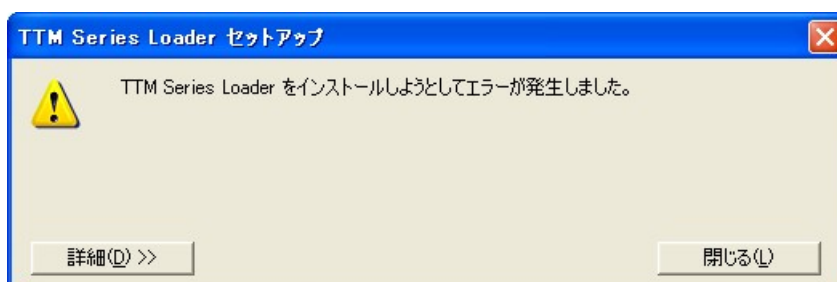 TTM Series Loader セットアップ
TTM Series Loader をインストールしようとしてエラーが発生しました。
詳細(D) >>
閉じる(L)